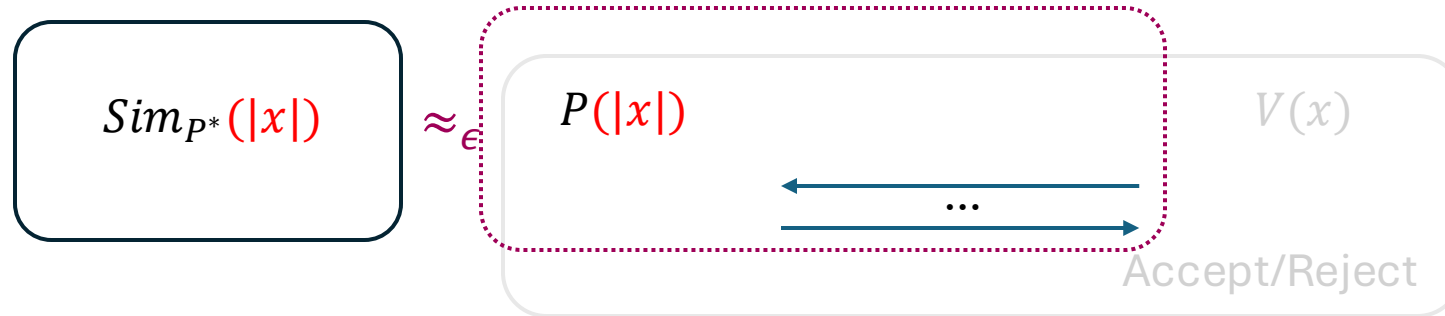 Sim_{P*}(|x|) ≈_ϵ P(|x|) V(x)
...
Accept/Reject